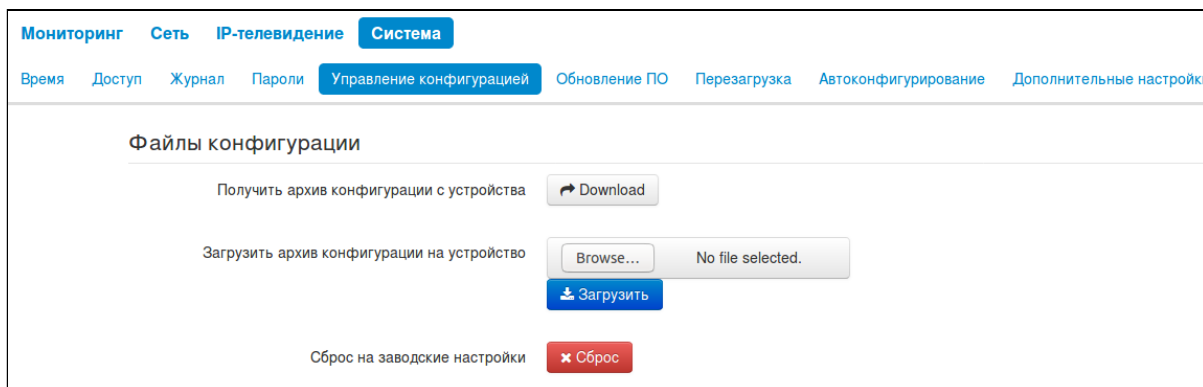 Мониторинг Сеть IP-телевидение Система
Время Доступ Журнал Пароли Управление конфигурацией Обновление ПО Перезагрузка Автоконфигурирование Дополнительные настройк
Файлы конфигурации
Получить архив конфигурации с устройства Download
Загрузить архив конфигурации на устройство Browse... No file selected.
Загрузить
Сброс на заводские настройки Сброс